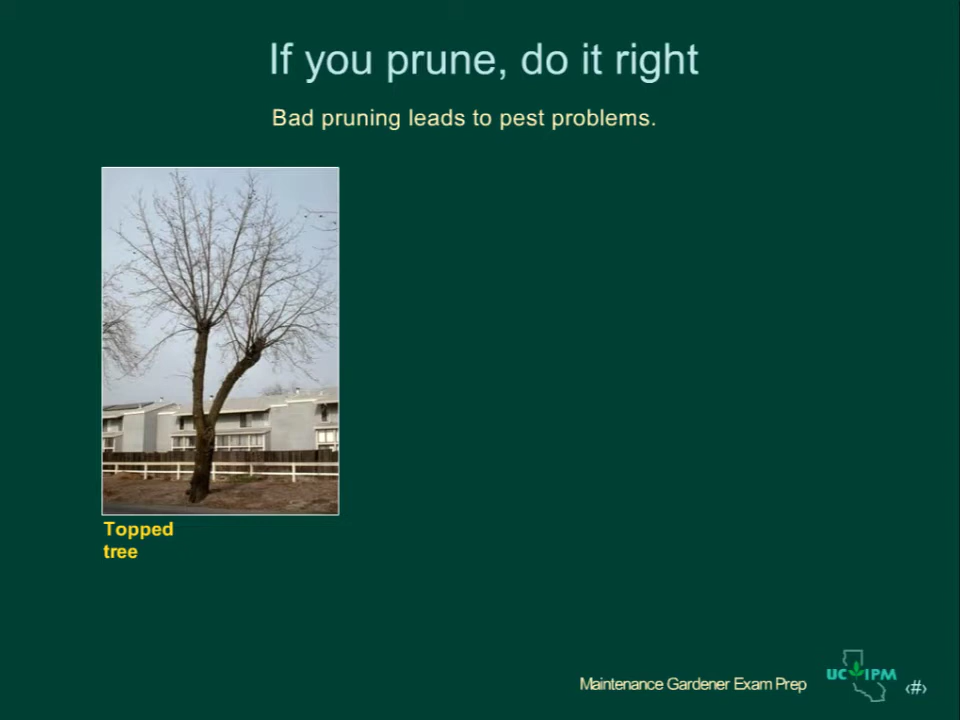 If you prune, do it right
Bad pruning leads to pest problems.
Topped
tree
Maintenance Gardener Exam Prep
UC IPM
‹#›